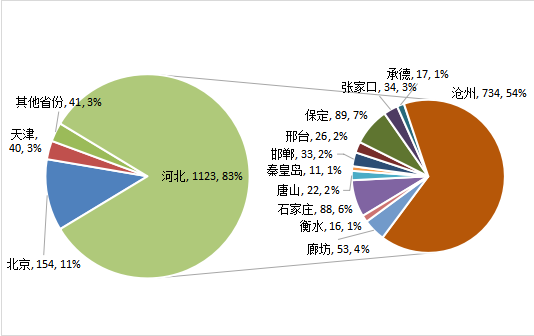 承德, 17, 1%
张家口, 34, 3%
沧州, 734, 54%
其他省份, 41, 3%
保定, 89, 7%
天津,
40, 3%
邢台, 26, 2%
邯郸, 33, 2%
秦皇岛, 11, 1%
河北, 1123, 83%
唐山, 22, 2%
石家庄, 88, 6%
衡水, 16, 1%
廊坊, 53, 4%
北京, 154, 11%